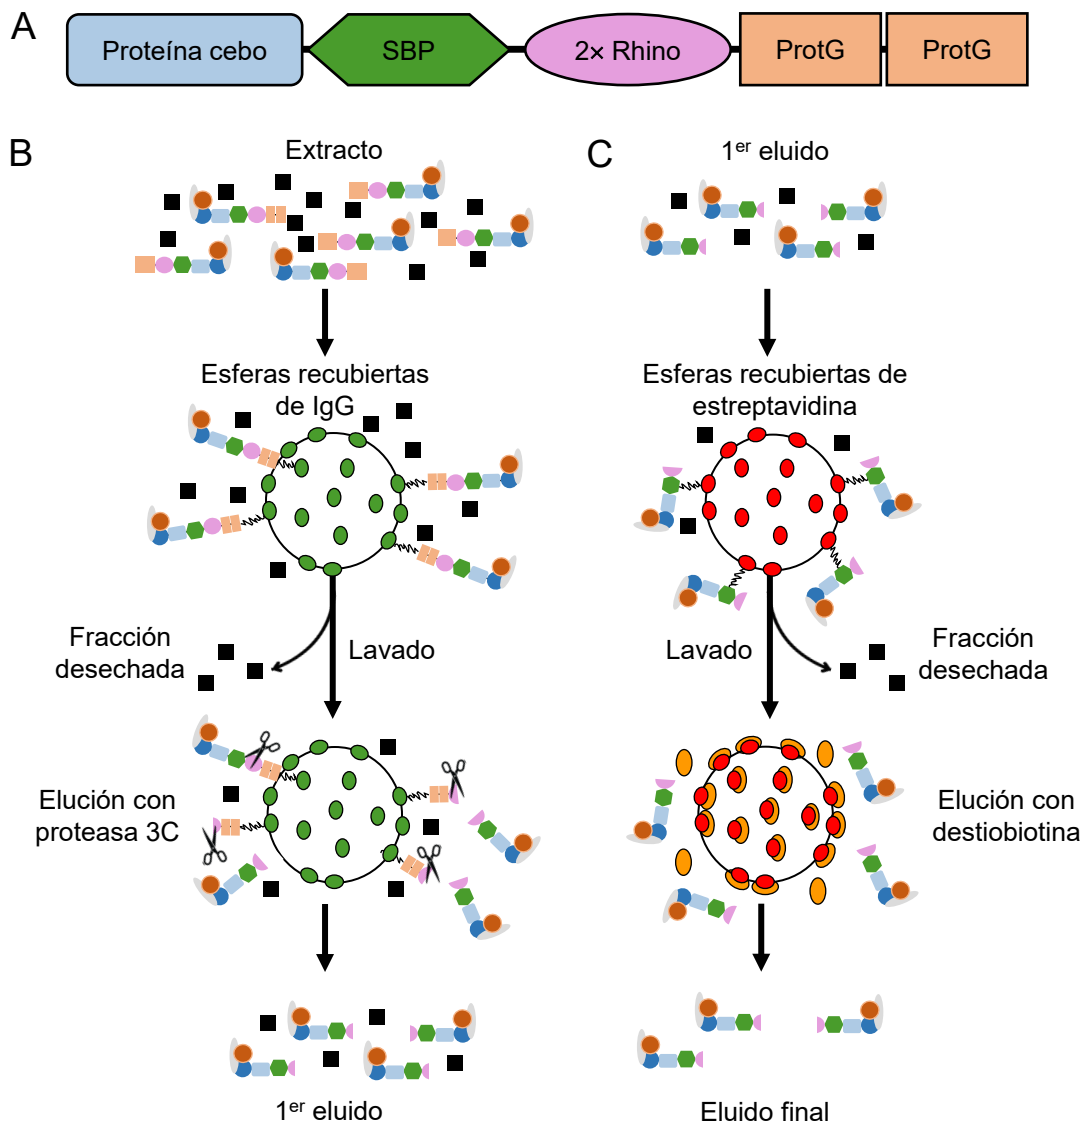 A
Proteína cebo
SBP
2× Rhino
ProtG
ProtG
B
Extracto
Esferas recubiertas
de IgG
Fracción
desechada
Lavado
Elución con
proteasa 3C
1er eluido
C
1er eluido
Esferas recubiertas de
estreptavidina
Lavado
Fracción
desechada
Elución con
destiobiotina
Eluido final